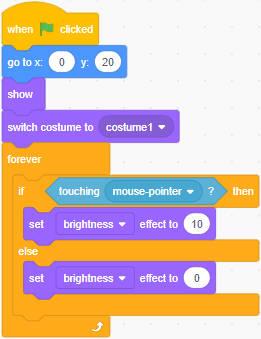 when clicked
go to x: 0 y: 20
show
switch costume to costume1
forever
if touching mouse-pointer ? then
set brightness effect to 10
else
set brightness effect to 0